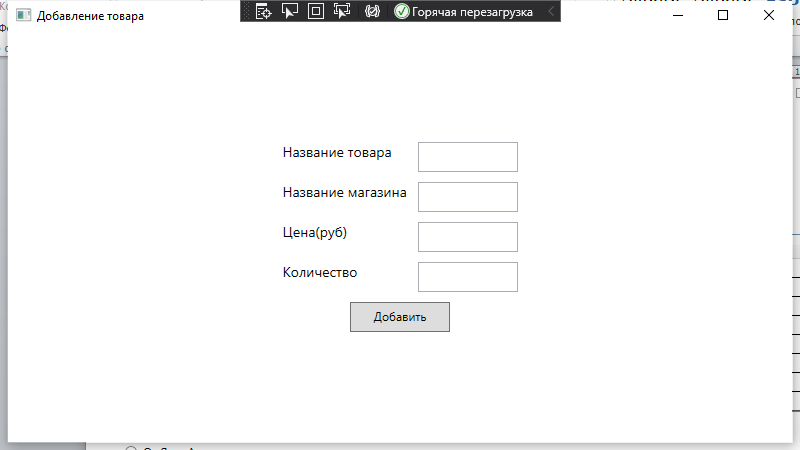 Добавление товара
Горячая перезагрузка
Название товара
Название магазина
Цена(руб)
Количество
Добавить